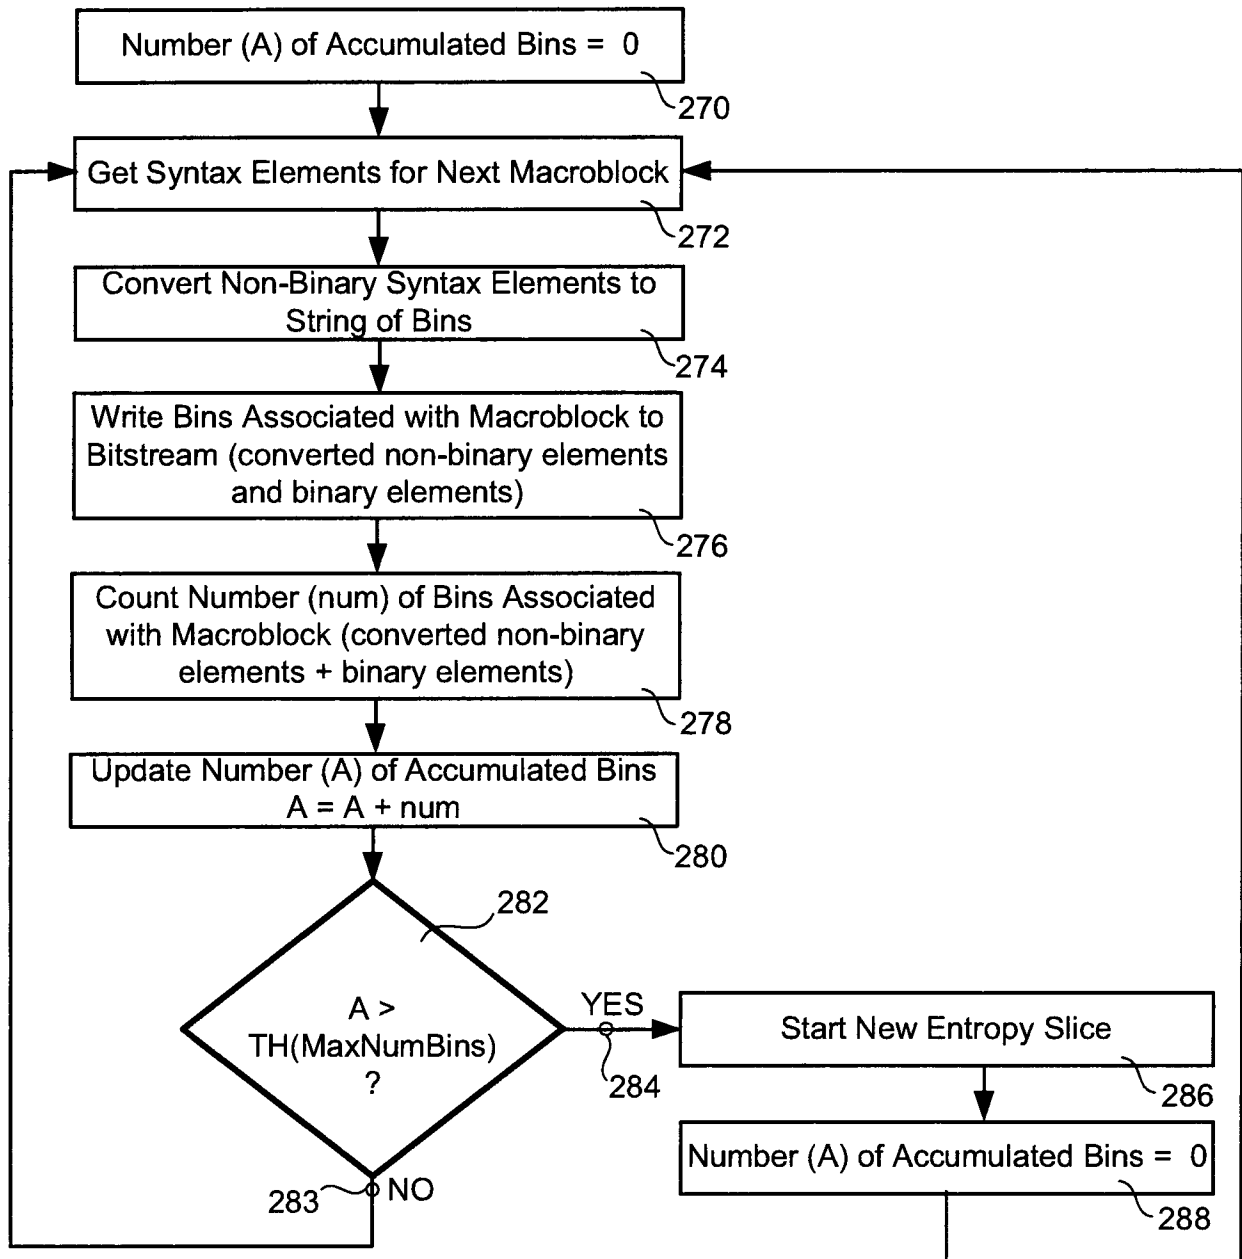 Number (A) of Accumulated Bins = 0
270
Get Syntax Elements for Next Macroblock
272
Convert Non-Binary Syntax Elements to
String of Bins
274
Write Bins Associated with Macroblock to
Bitstream (converted non-binary elements
and binary elements)
276
Count Number (num) of Bins Associated
with Macroblock (converted non-binary
elements + binary elements)
278
Update Number (A) of Accumulated Bins
A = A + num
280
282
A >
TH(MaxNumBins)
?
YES
284
Start New Entropy Slice
286
Number (A) of Accumulated Bins = 0
288
283
NO